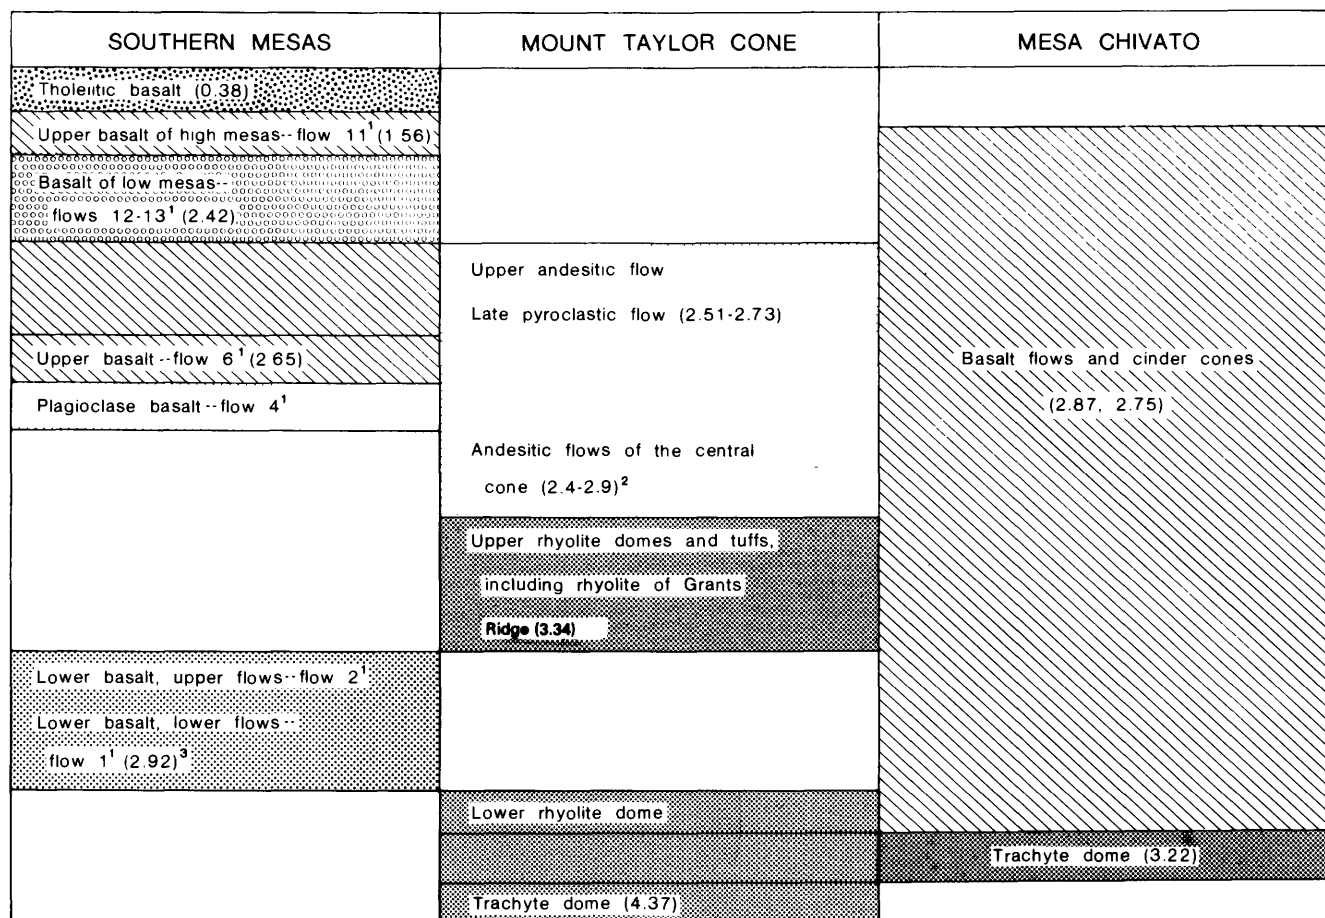 SOUTHERN MESAS
Tholeiitic basalt (0.38)
Upper basalt of high mesas--flow 11¹ (1 56)
Basalt of low mesas--
flows 12-13¹ (2.42)
Upper basalt--flow 6¹ (2 65)
Plagioclase basalt--flow 4¹
Lower basalt, upper flows--flow 2¹
Lower basalt, lower flows--
flow 1¹ (2.92)³
MOUNT TAYLOR CONE
Upper andesitic flow
Late pyroclastic flow (2.51-2.73)
Andesitic flows of the central
cone (2.4-2.9)²
Upper rhyolite domes and tuffs,
including rhyolite of Grants
Ridge (3.34)
Lower rhyolite dome
Trachyte dome (4.37)
MESA CHIVATO
Basalt flows and cinder cones
(2.87, 2.75)
Trachyte dome (3.22)